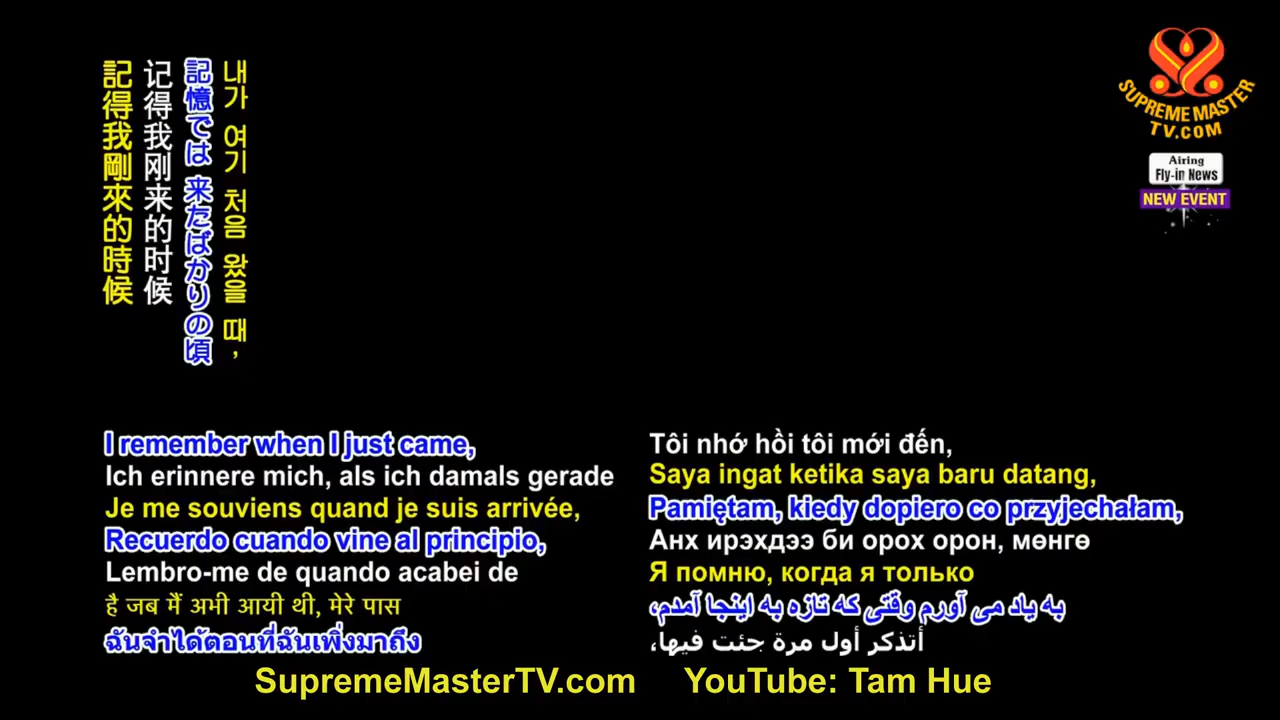 記得我剛來的時候
记得我刚来的时候
記憶では 来たばかりの頃
내가 여기 처음 왔을 때,
SUPREME MASTER
TV.COM
Airing
Fly-in News
NEW EVENT
I remember when I just came,
Ich erinnere mich, als ich damals gerade
Je me souviens quand je suis arrivée,
Recuerdo cuando vine al principio,
Lembro-me de quando acabei de
है जब मैं अभी आयी थी, मेरे पास
ฉันจำได้ตอนที่ฉันเพิ่งมาถึง
Tôi nhớ hồi tôi mới đến,
Saya ingat ketika saya baru datang,
Pamiętam, kiedy dopiero co przyjechałam,
Анх ирэхдээ би орох орон, мөнгө
Я помню, когда я только
به یاد می آورم وقتی که تازه به اینجا آمدم،
أتذكر أول مرة جئت فيها،
SupremeMasterTV.com YouTube: Tam Hue